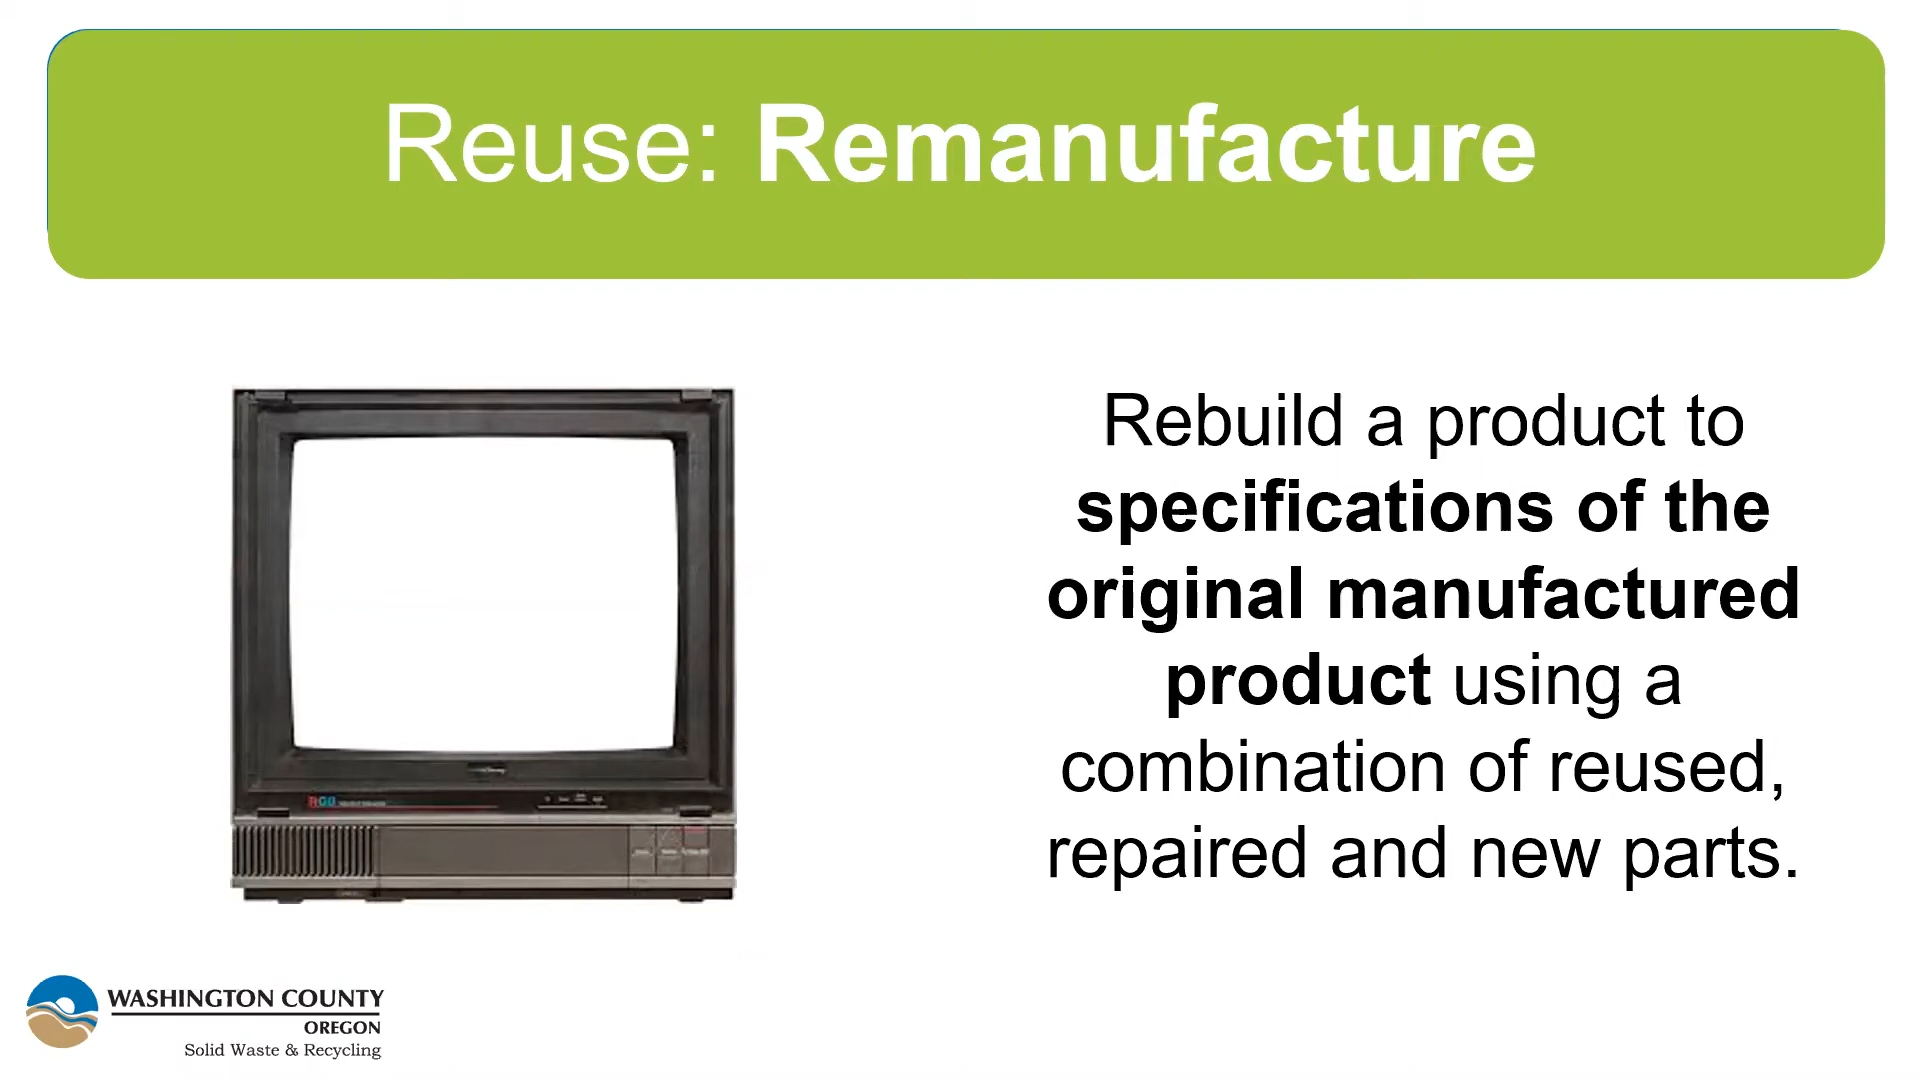 Reuse: Remanufacture
Rebuild a product to
specifications of the
original manufactured
product using a
combination of reused,
repaired and new parts.
WASHINGTON COUNTY
OREGON
Solid Waste & Recycling